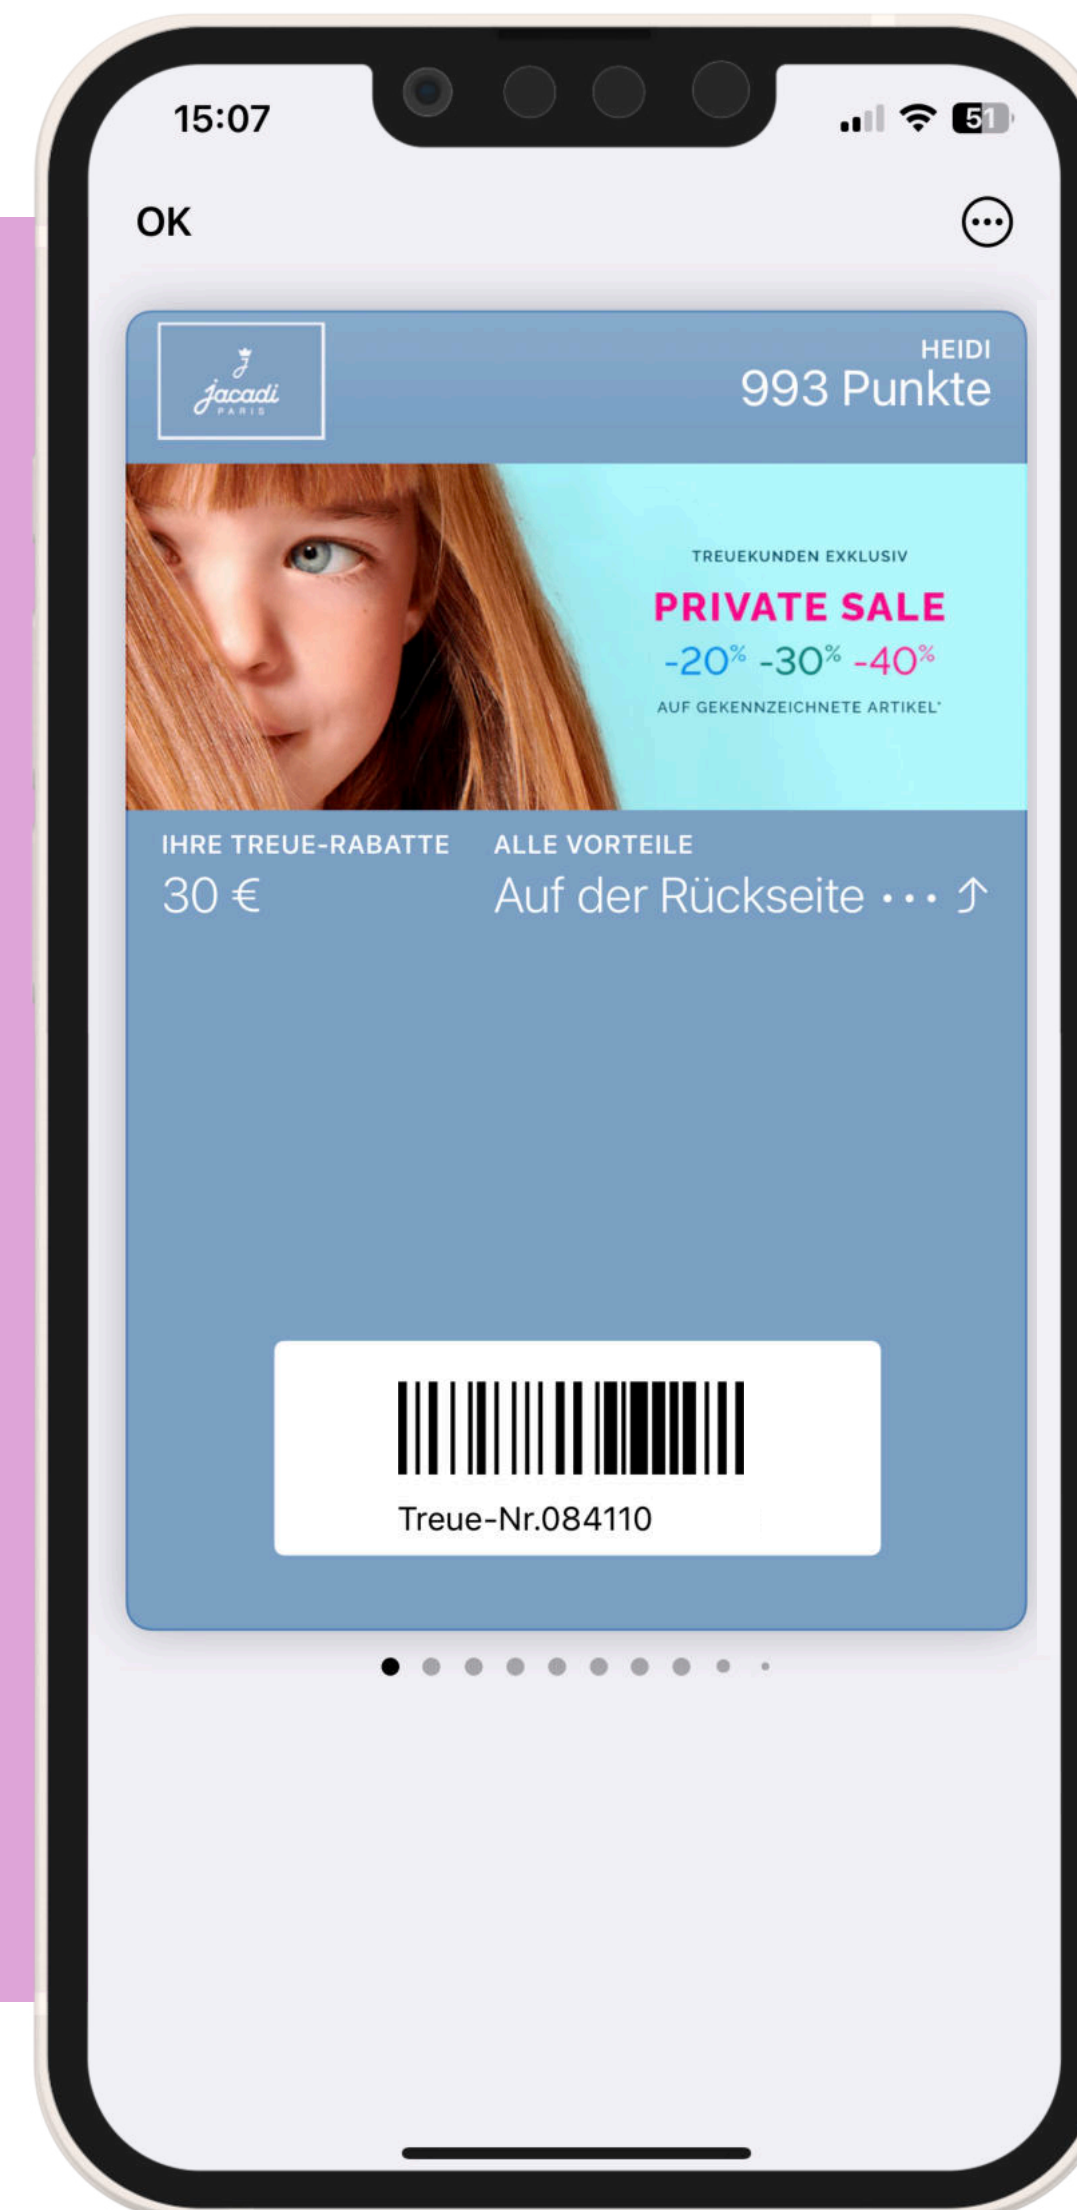 15:07
51
OK
HEIDI
993 Punkte
J
jacadi
PARIS
TREUEKUNDEN EXKLUSIV
PRIVATE SALE
-20% -30% -40%
AUF GEKENNZEICHNETE ARTIKEL*
IHRE TREUE-RABATTE
30 €
ALLE VORTEILE
Auf der Rückseite ··· ⤴
Treue-Nr.084110